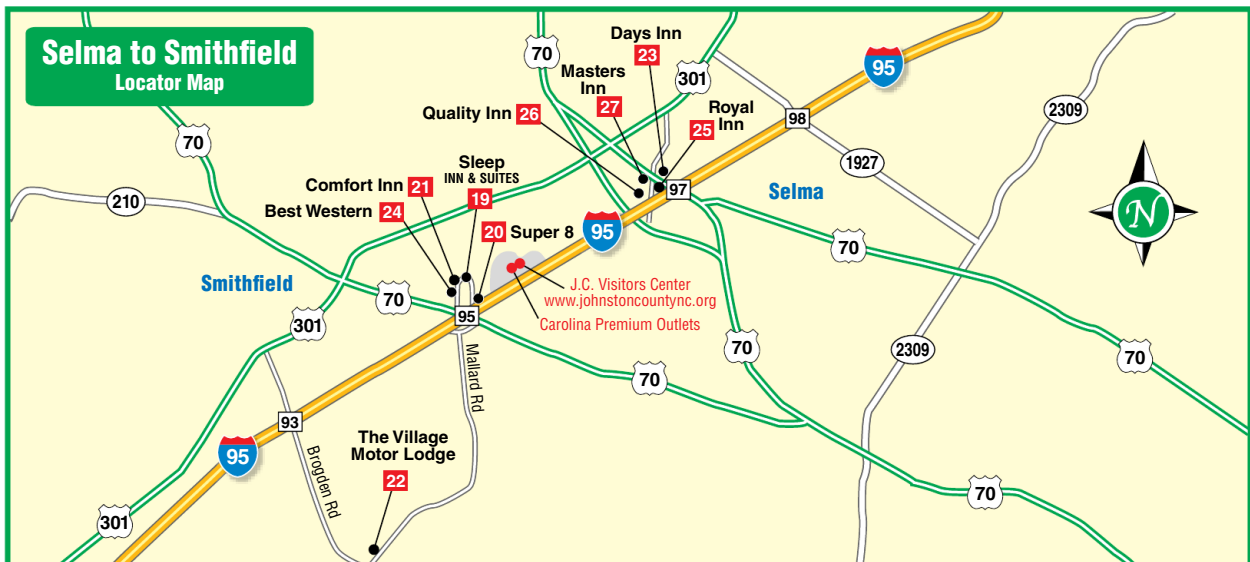 Selma to Smithfield
Locator Map
70
301
Days Inn
23
Masters
Inn
27
Quality Inn 26
Royal
Inn
25
95
98
2309
1927
97
Selma
70
210
Sleep
INN & SUITES
19
Comfort Inn 21
Best Western 24
20 Super 8
95
N
70
Smithfield
J.C. Visitors Center
www.johnstoncountync.org
Carolina Premium Outlets
70
95
301
Mallard Rd
70
2309
70
70
93
95
Brogden Rd
The Village
Motor Lodge
22
301
70